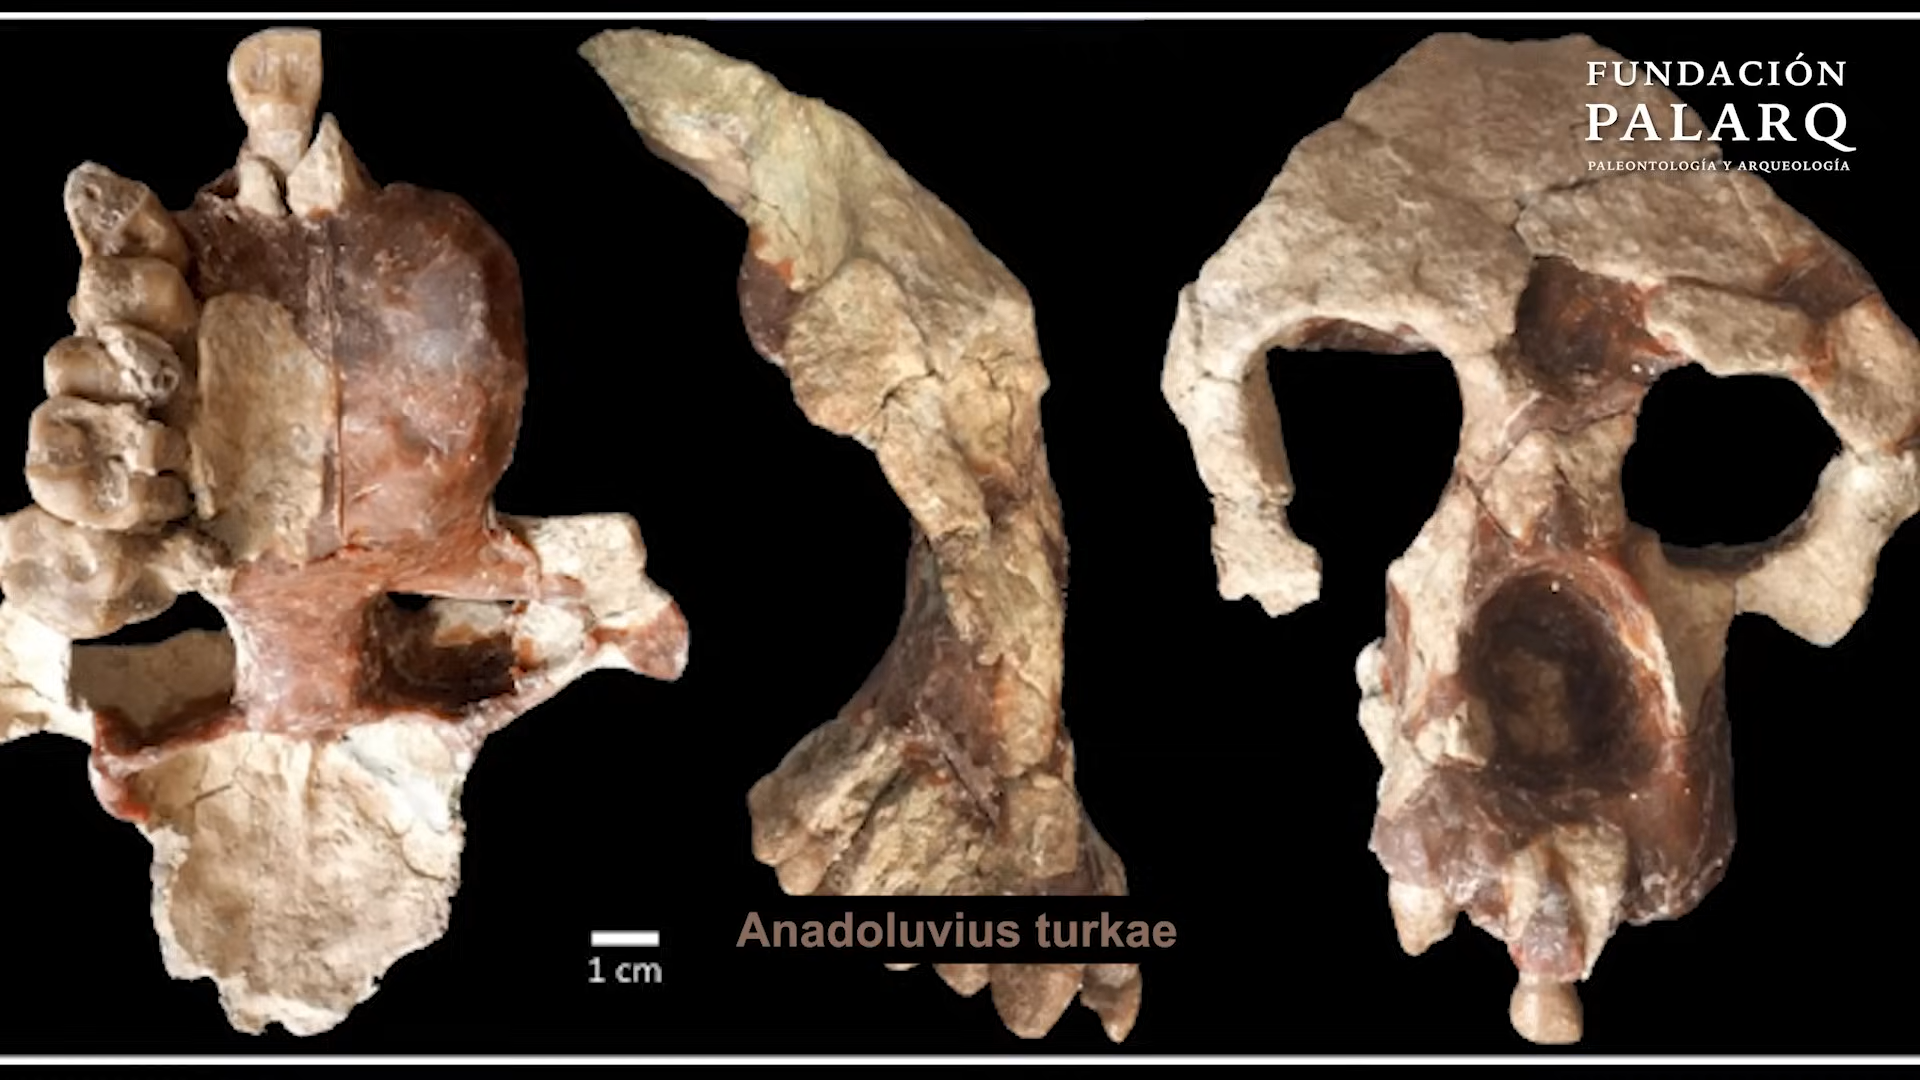 FUNDACIÓN
PALARQ
PALEONTOLOGÍA Y ARQUEOLOGÍA
Anadoluvius turkae
1 cm